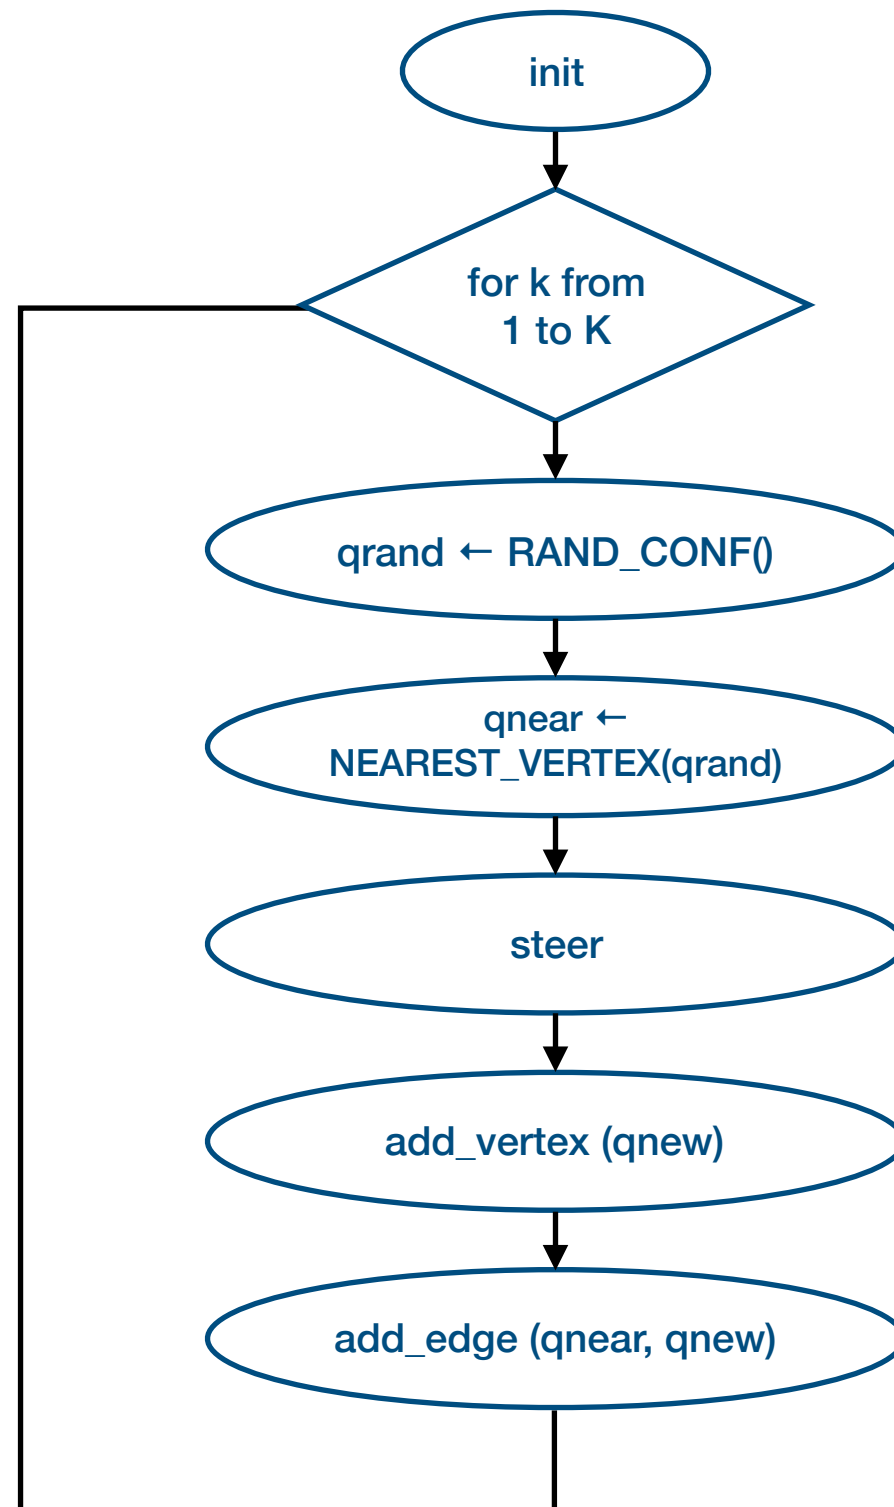 init
for k from
1 to K
qrand ← RAND_CONF()
qnear ←
NEAREST_VERTEX(qrand)
steer
add_vertex (qnew)
add_edge (qnear, qnew)